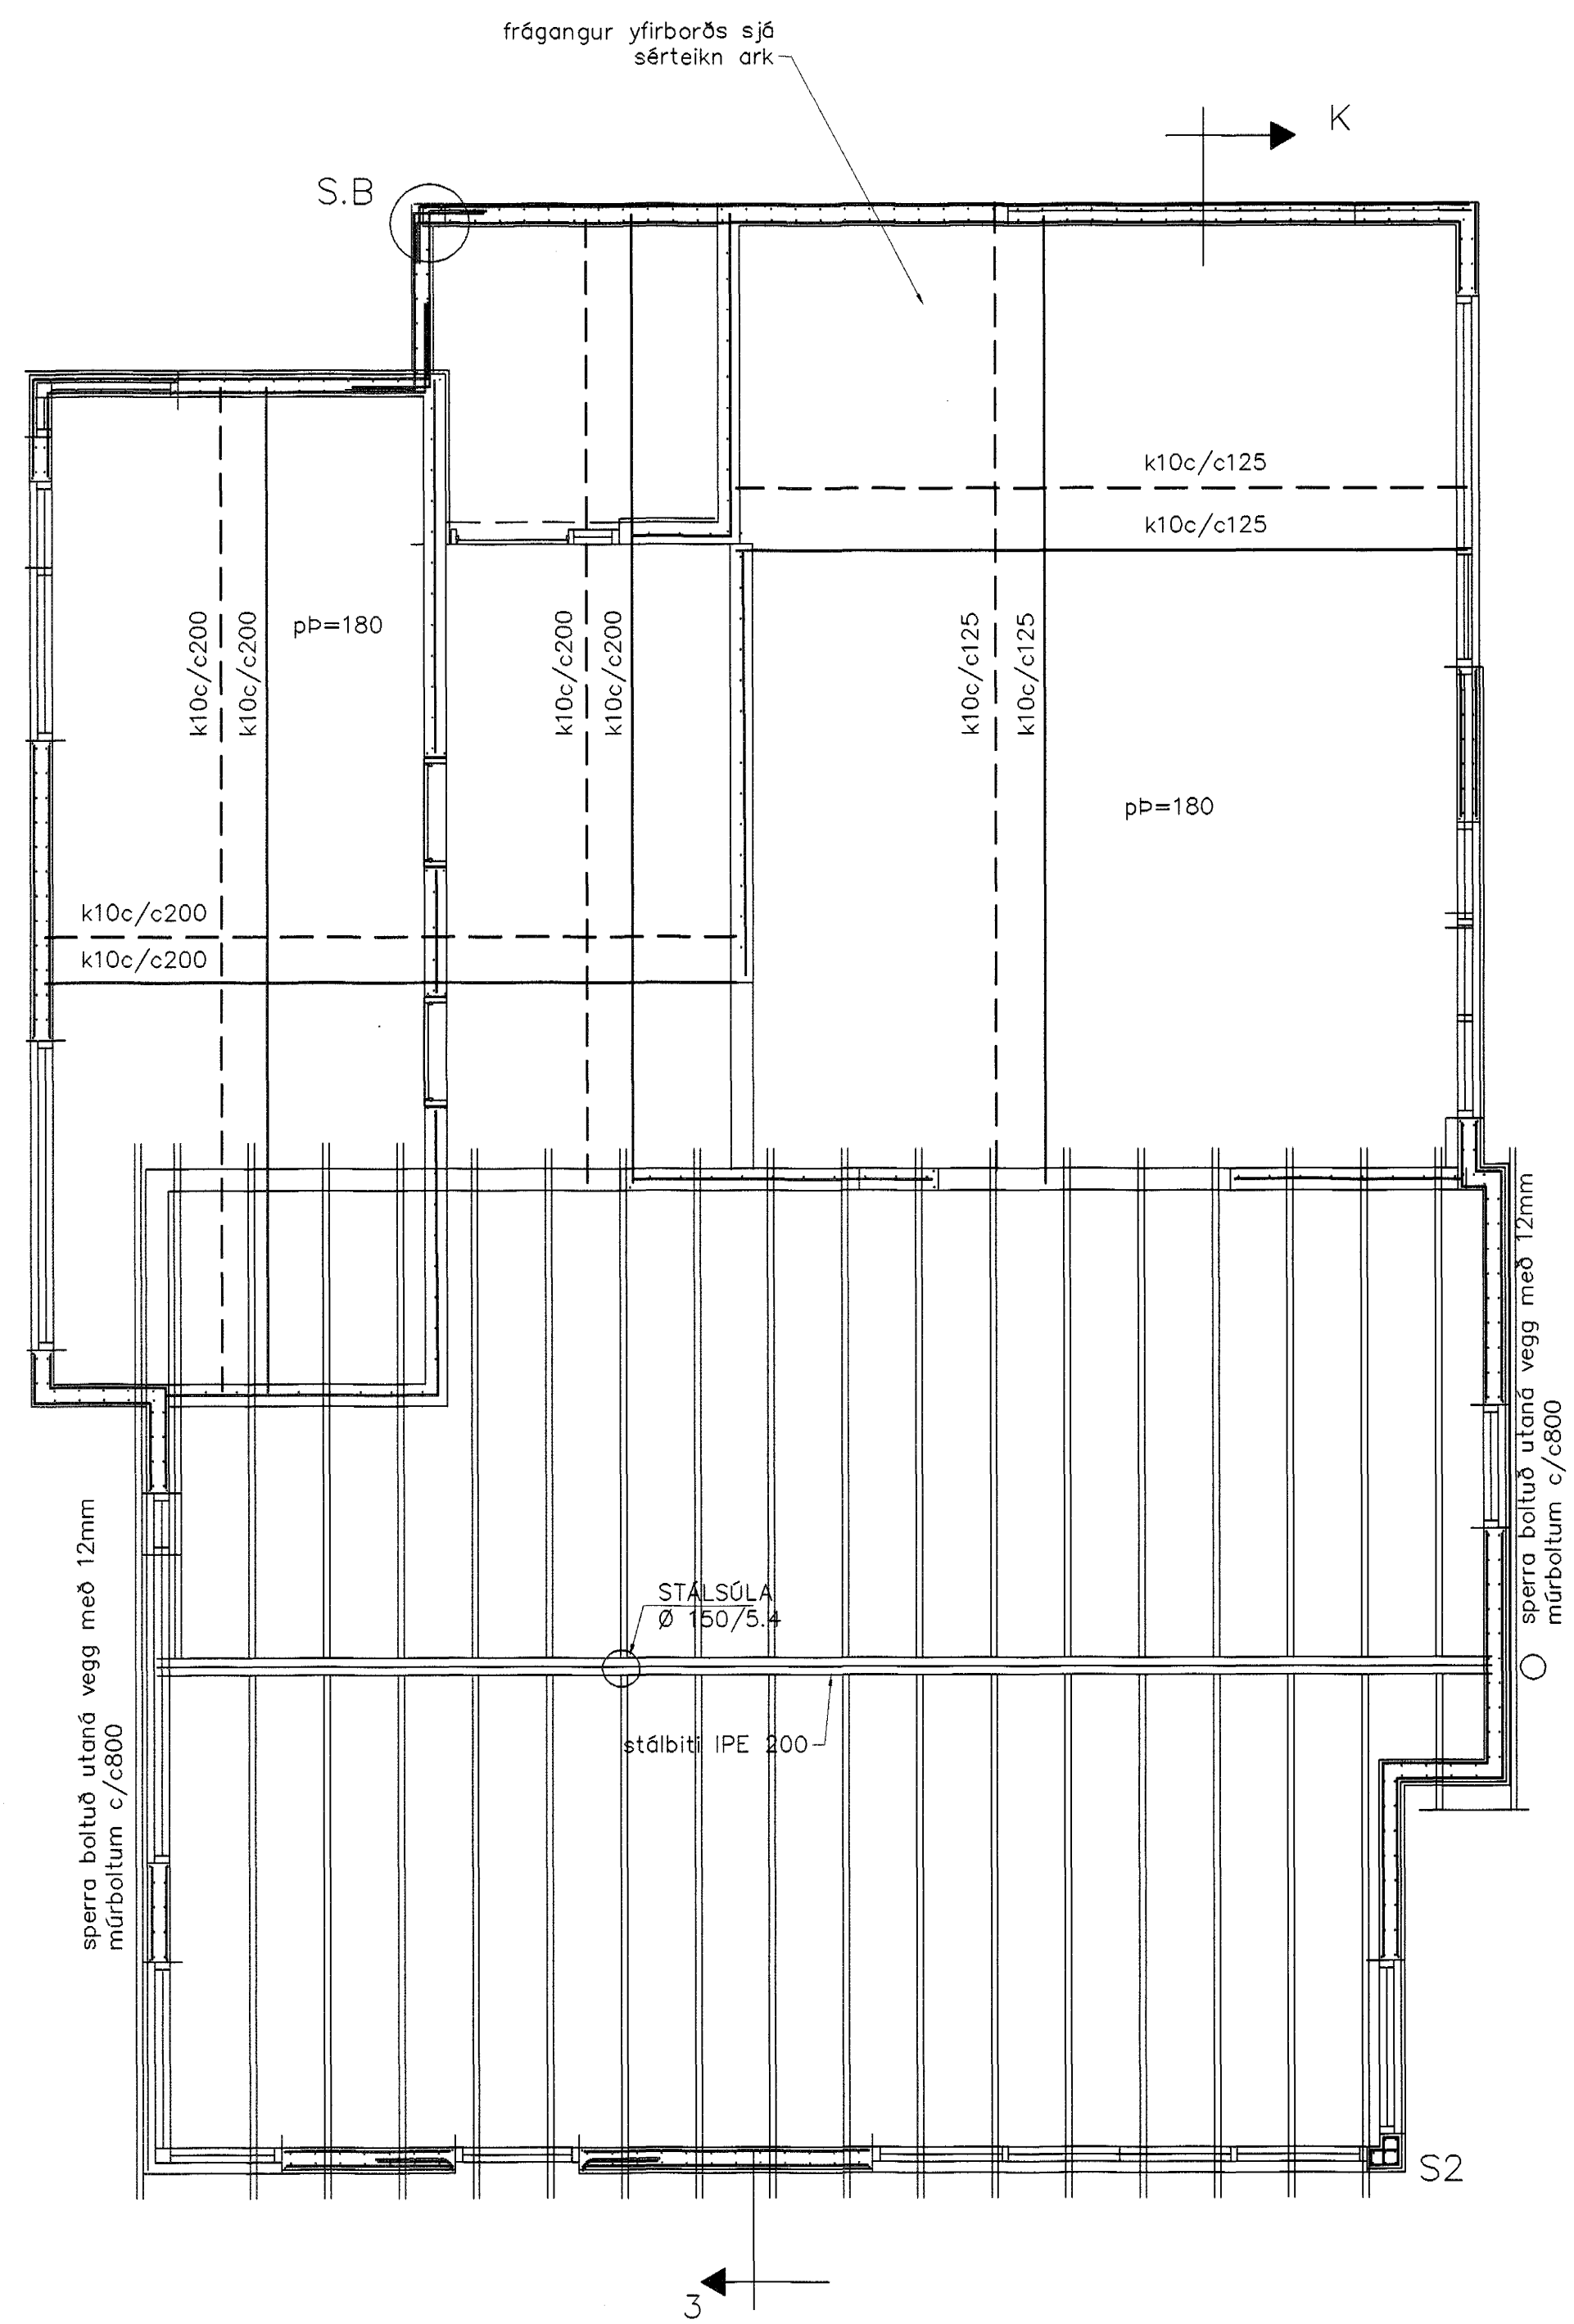 frágangur yfirborðs sjá
sérteikn ark
K
S.B
k10c/c125
k10c/c125
k10c/c200
k10c/c200
pÞ=180
k10c/c200
k10c/c200
k10c/c125
k10c/c125
pÞ=180
k10c/c200
k10c/c200
sperra boltuð utaná vegg með 12mm
múrboltum c/c800
sperra boltuð utaná vegg með 12mm
múrboltum c/c800
STÁLSÚLA
Ø 150/5.4
stálbiti IPE 200
S2
3